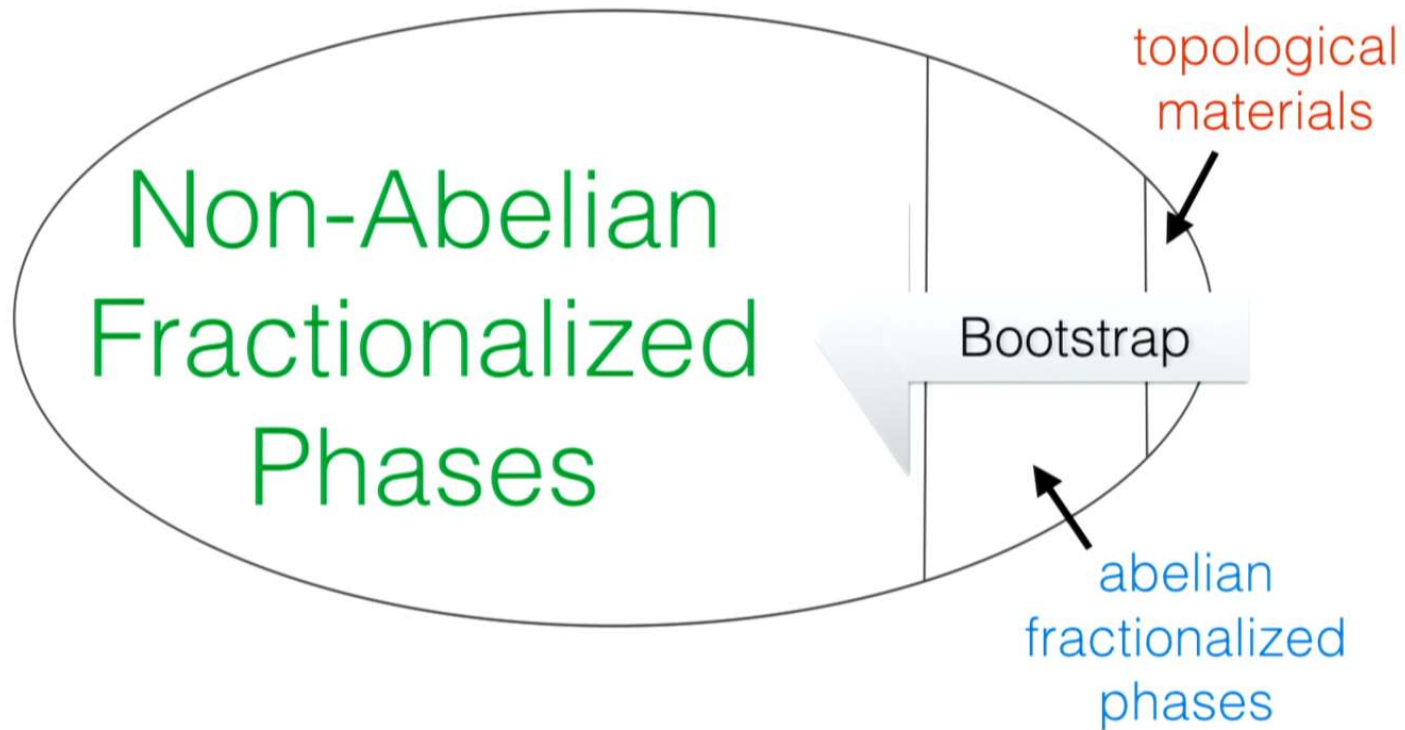 topological
materials
Non-Abelian
Fractionalized
Phases
Bootstrap
abelian
fractionalized
phases